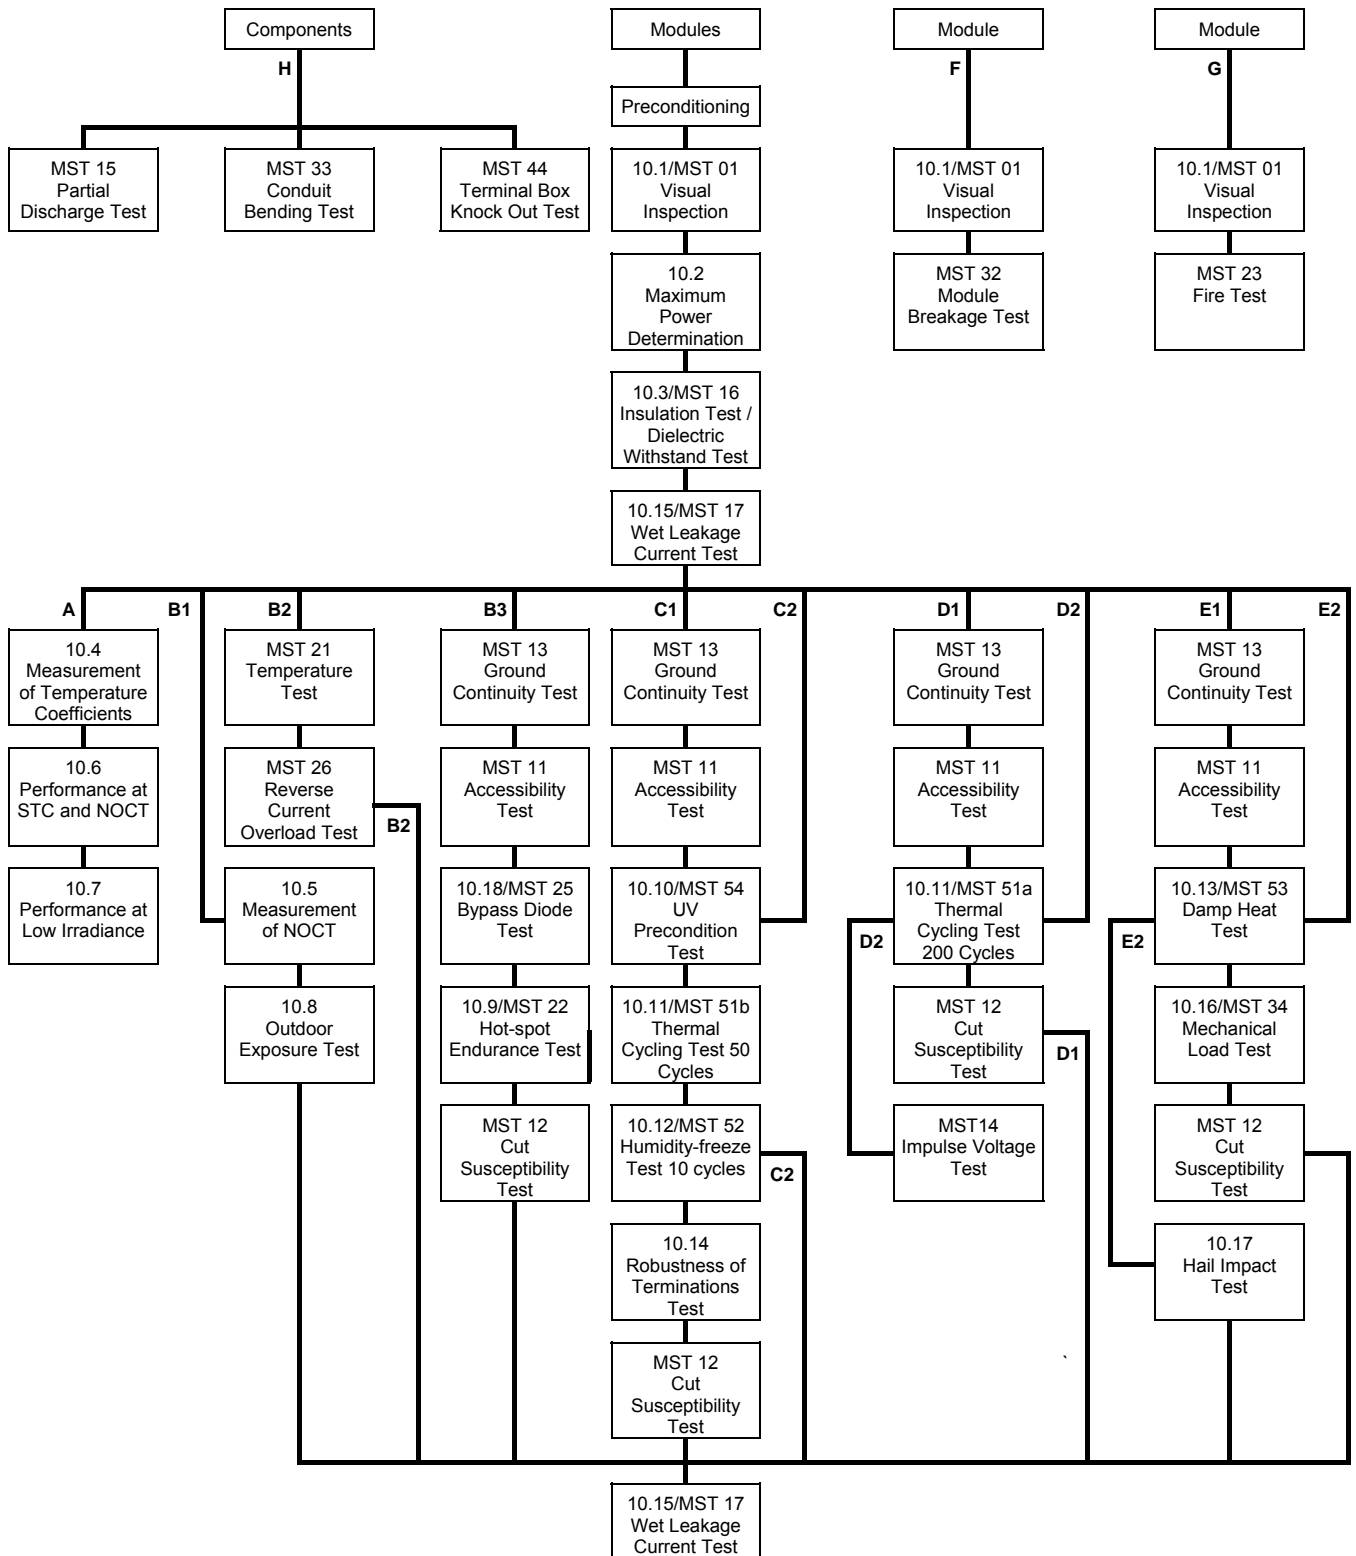 Components
Modules
Module
Module
H
F
G
Preconditioning
MST 15
Partial
Discharge Test
MST 33
Conduit
Bending Test
MST 44
Terminal Box
Knock Out Test
10.1/MST 01
Visual
Inspection
10.1/MST 01
Visual
Inspection
10.1/MST 01
Visual
Inspection
10.2
Maximum
Power
Determination
MST 32
Module
Breakage Test
MST 23
Fire Test
10.3/MST 16
Insulation Test /
Dielectric
Withstand Test
10.15/MST 17
Wet Leakage
Current Test
A
B1
B2
B3
C1
C2
D1
D2
E1
E2
10.4
Measurement
of Temperature
Coefficients
MST 21
Temperature
Test
MST 13
Ground
Continuity Test
MST 13
Ground
Continuity Test
MST 13
Ground
Continuity Test
MST 13
Ground
Continuity Test
10.6
Performance at
STC and NOCT
MST 26
Reverse
Current
Overload Test
B2
MST 11
Accessibility
Test
MST 11
Accessibility
Test
MST 11
Accessibility
Test
MST 11
Accessibility
Test
10.7
Performance at
Low Irradiance
10.5
Measurement
of NOCT
10.18/MST 25
Bypass Diode
Test
10.10/MST 54
UV
Precondition
Test
D2
10.11/MST 51a
Thermal
Cycling Test
200 Cycles
E2
10.13/MST 53
Damp Heat
Test
10.8
Outdoor
Exposure Test
10.9/MST 22
Hot-spot
Endurance Test
10.11/MST 51b
Thermal
Cycling Test 50
Cycles
MST 12
Cut
Susceptibility
Test
D1
10.16/MST 34
Mechanical
Load Test
MST 12
Cut
Susceptibility
Test
10.12/MST 52
Humidity-freeze
Test 10 cycles
C2
MST14
Impulse Voltage
Test
MST 12
Cut
Susceptibility
Test
10.14
Robustness of
Terminations
Test
10.17
Hail Impact
Test
MST 12
Cut
Susceptibility
Test
10.15/MST 17
Wet Leakage
Current Test